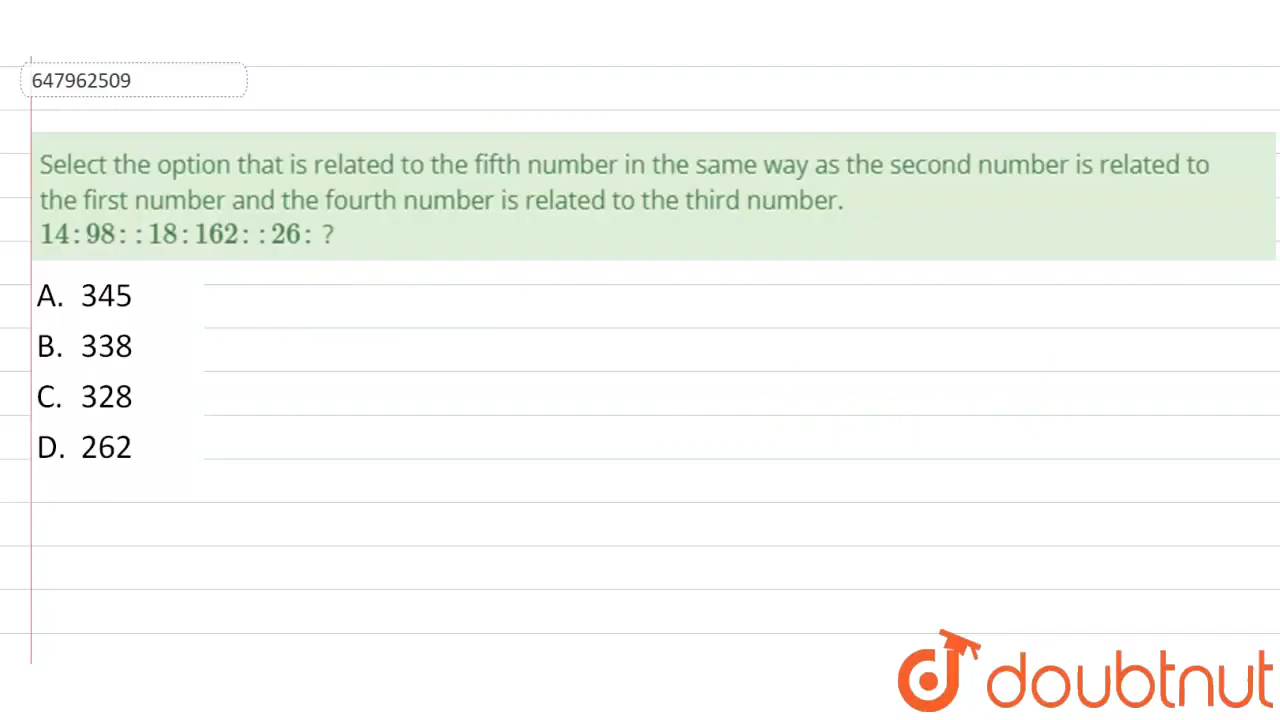 647962509
Select the option that is related to the fifth number in the same way as the second number is related to
the first number and the fourth number is related to the third number.
14 : 98 : : 18 : 162 : : 26 : ?
A. 345
B. 338
C. 328
D. 262
doubtnut